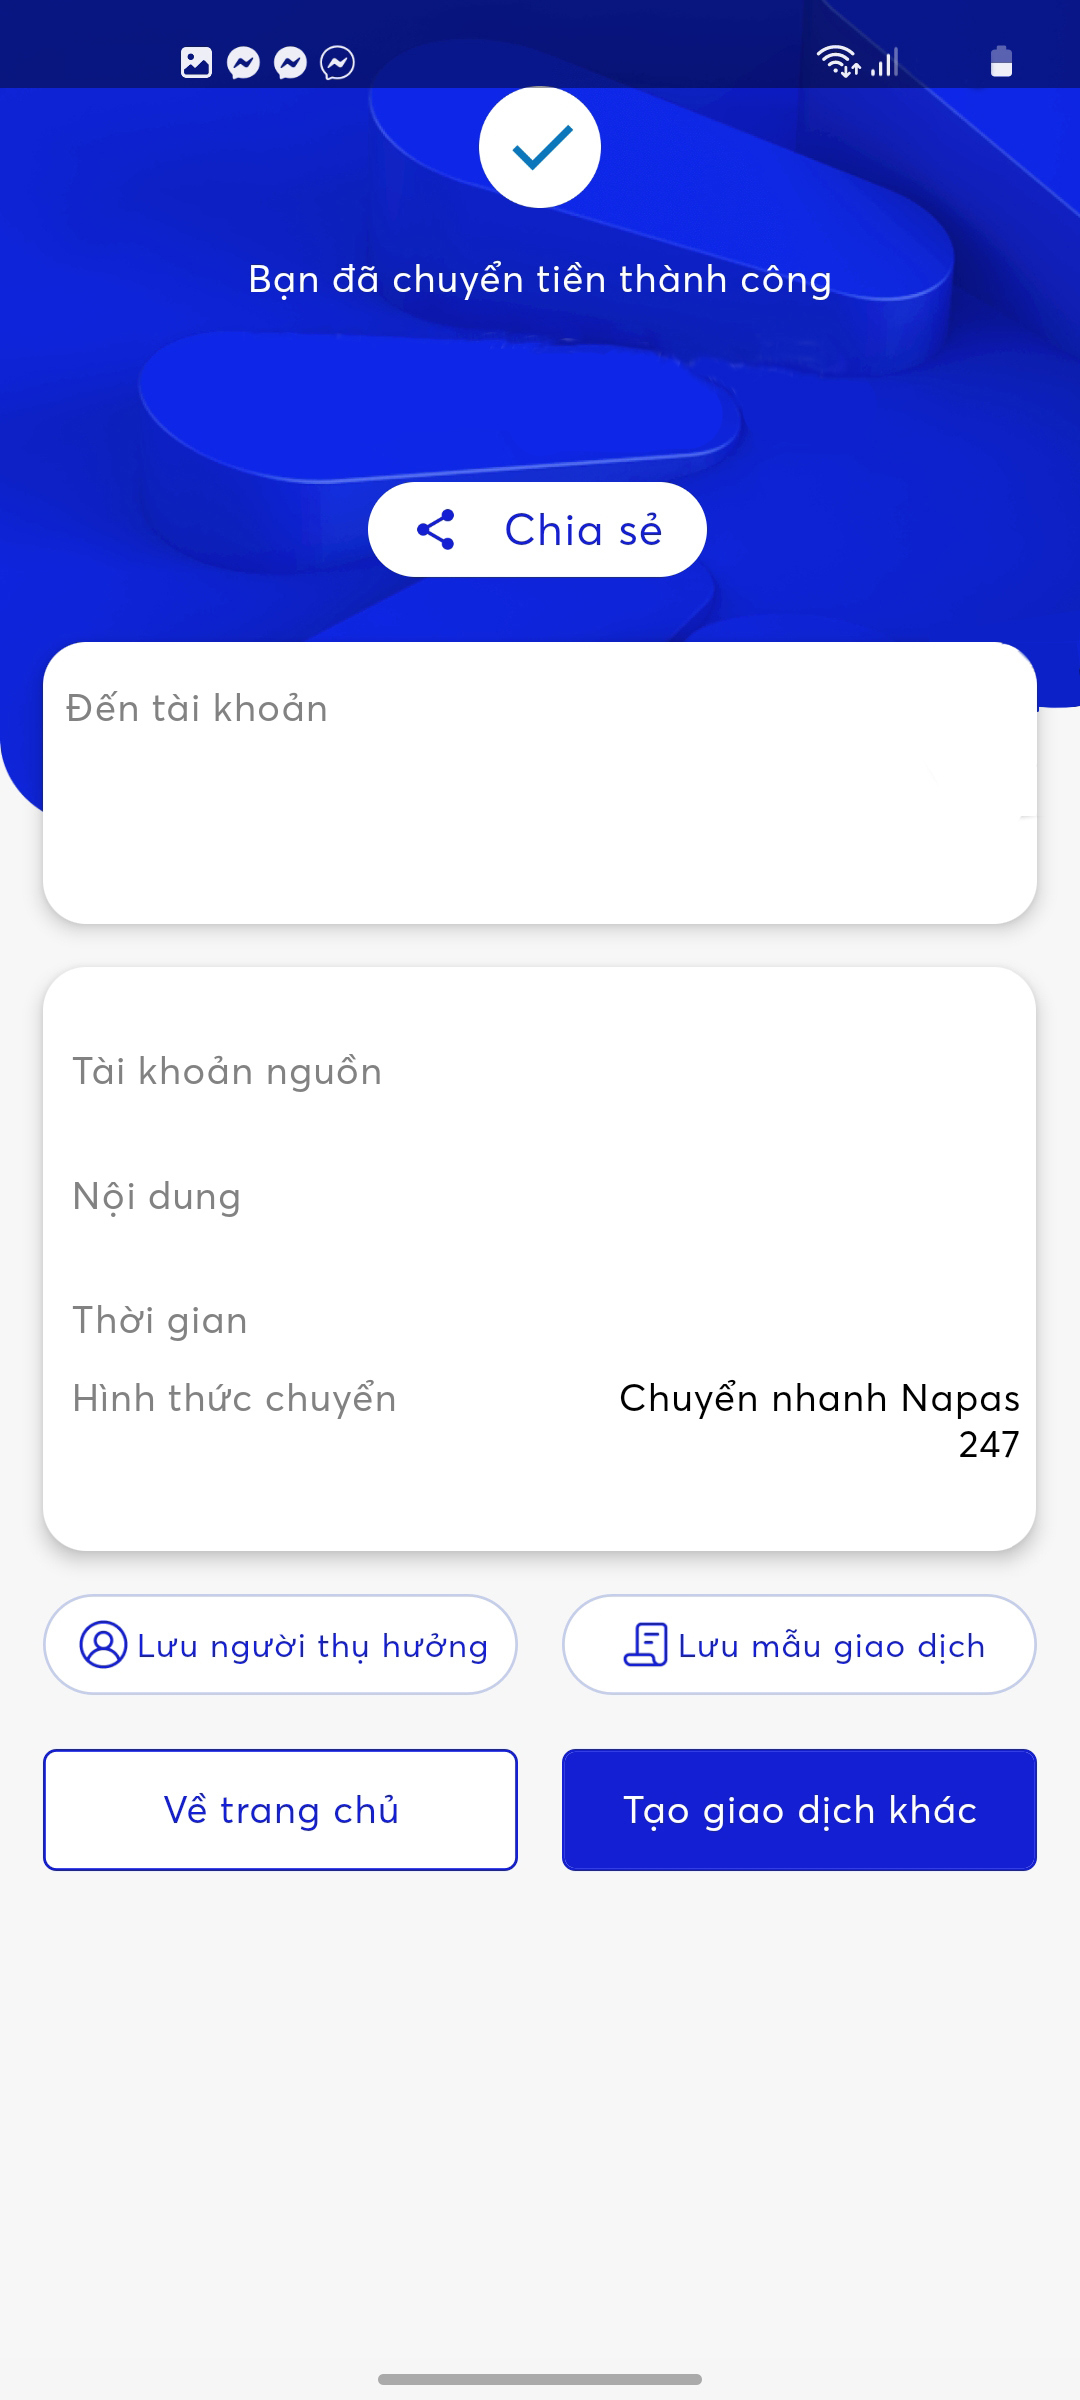 Bạn đã chuyển tiền thành công
Chia sẻ
Đến tài khoản
Tài khoản nguồn
Nội dung
Thời gian
Hình thức chuyển
Chuyển nhanh Napas
247
Lưu người thụ hưởng
Lưu mẫu giao dịch
Về trang chủ
Tạo giao dịch khác